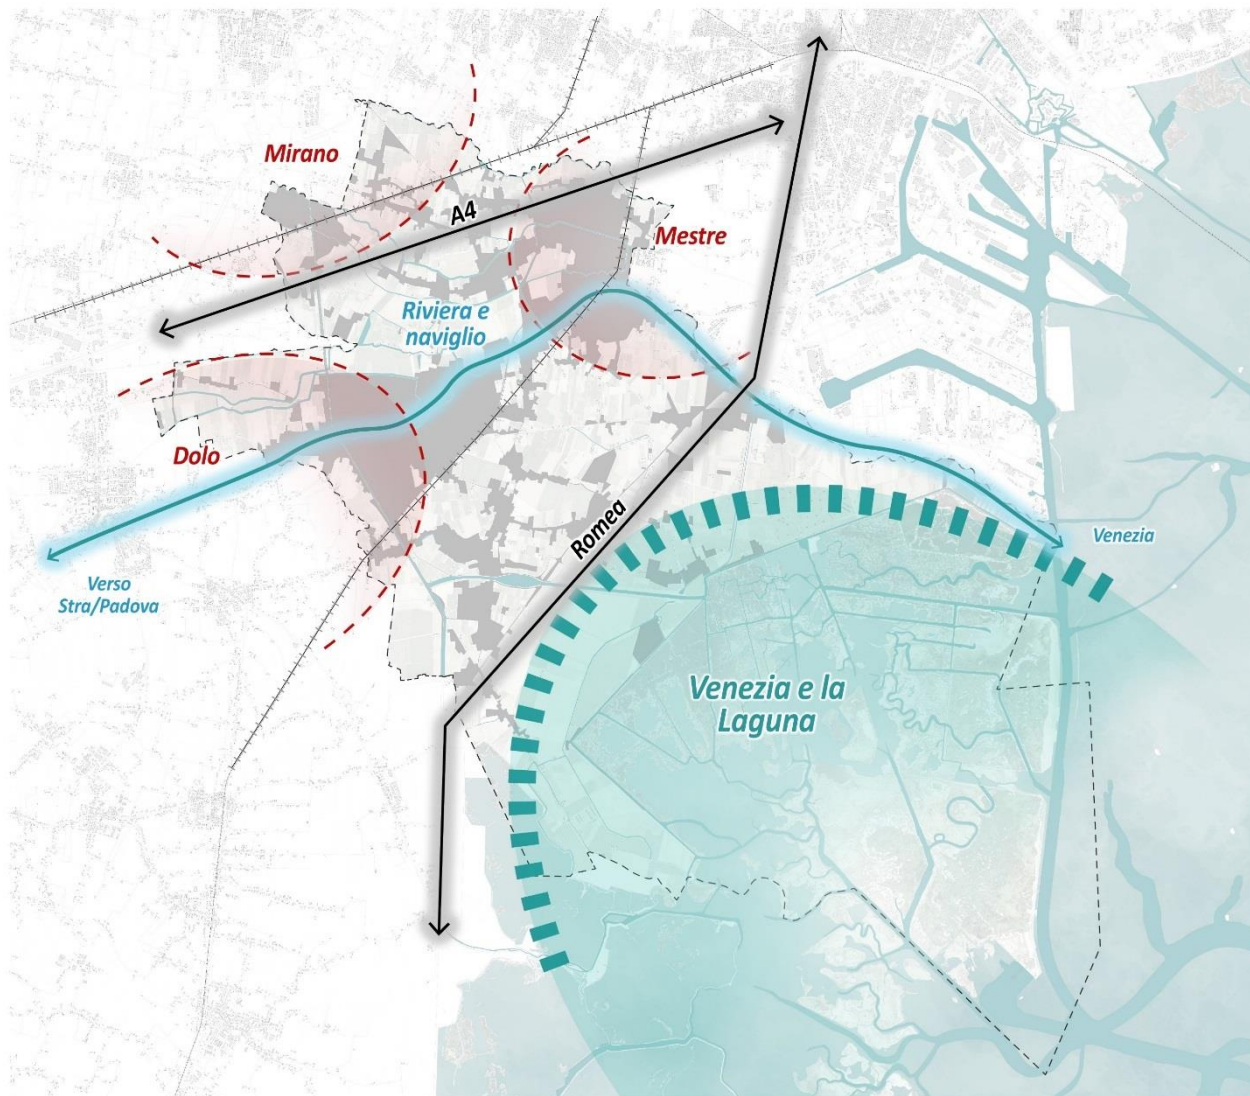 Mirano
A4
Mestre
Riviera e
naviglio
Dolo
Romea
Venezia
Verso
Stra/Padova
Venezia e la
Laguna